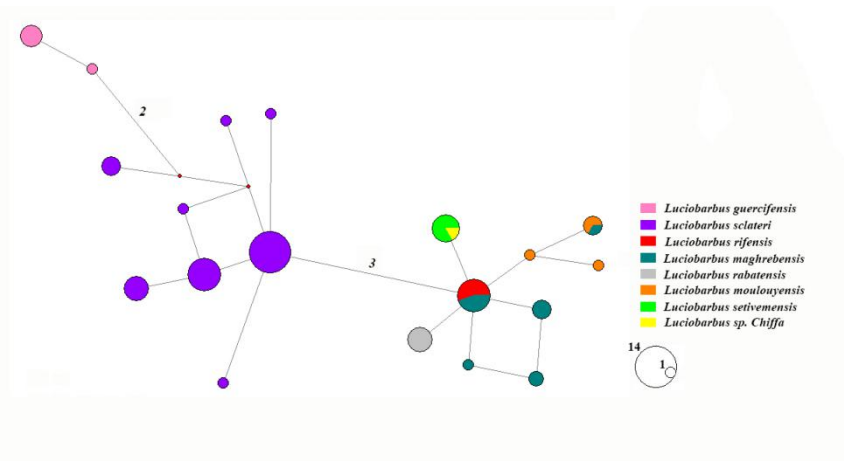 2
3
Luciobarbus guercifensis
Luciobarbus sclateri
Luciobarbus rifensis
Luciobarbus maghrebensis
Luciobarbus rabatensis
Luciobarbus moulouyensis
Luciobarbus setivemensis
Luciobarbus sp. Chiffa
14
1